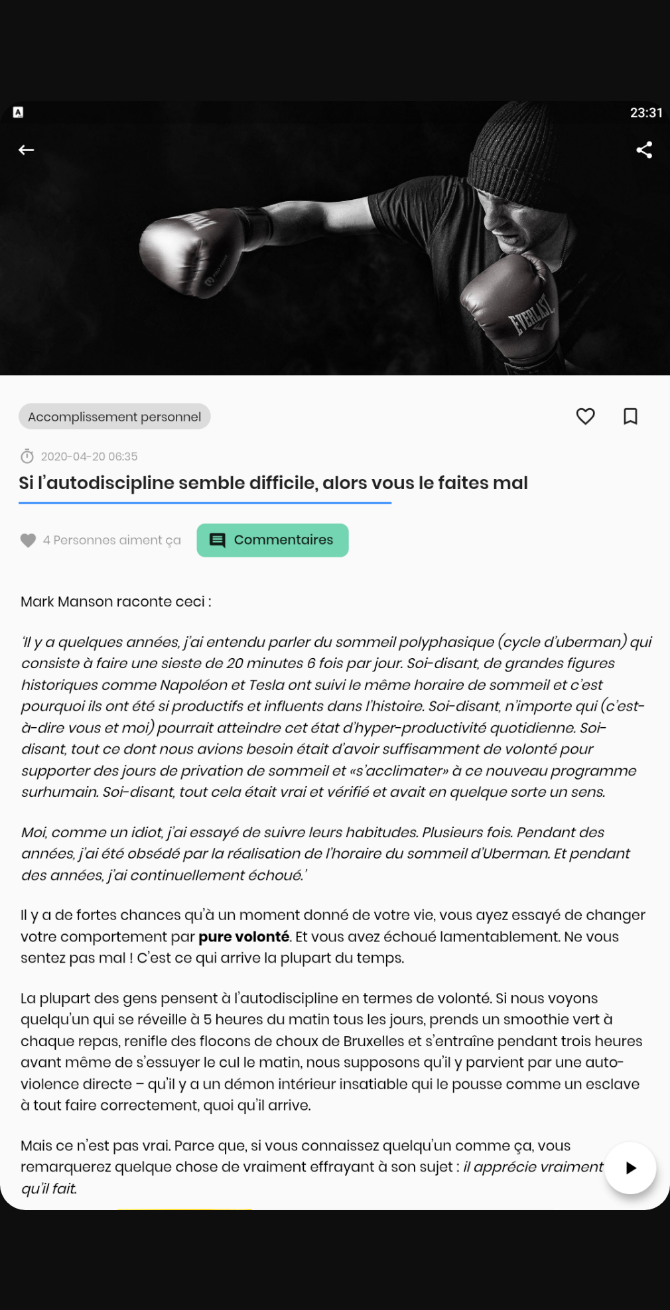 A
23:31
EVERLAST
Accomplissement personnel
2020-04-20 06:35
Si l'autodiscipline semble difficile, alors vous le faites mal
4 Personnes aiment ça
Commentaires
Mark Manson raconte ceci :
'Il y a quelques années, j'ai entendu parler du sommeil polyphasique (cycle d'uberman) qui
consiste à faire une sieste de 20 minutes 6 fois par jour. Soi-disant, de grandes figures
historiques comme Napoléon et Tesla ont suivi le même horaire de sommeil et c'est
pourquoi ils ont été si productifs et influents dans l'histoire. Soi-disant, n'importe qui (c'est-
à-dire vous et moi) pourrait atteindre cet état d'hyper-productivité quotidienne. Soi-
disant, tout ce dont nous avions besoin était d'avoir suffisamment de volonté pour
supporter des jours de privation de sommeil et «s'acclimater» à ce nouveau programme
surhumain. Soi-disant, tout cela était vrai et vérifié et avait en quelque sorte un sens.
Moi, comme un idiot, j'ai essayé de suivre leurs habitudes. Plusieurs fois. Pendant des
années, j'ai été obsédé par la réalisation de l'horaire du sommeil d'Uberman. Et pendant
des années, j'ai continuellement échoué.'
Il y a de fortes chances qu'à un moment donné de votre vie, vous ayez essayé de changer
votre comportement par pure volonté. Et vous avez échoué lamentablement. Ne vous
sentez pas mal ! C'est ce qui arrive la plupart du temps.
La plupart des gens pensent à l'autodiscipline en termes de volonté. Si nous voyons
quelqu'un qui se réveille à 5 heures du matin tous les jours, prends un smoothie vert à
chaque repas, renifle des flocons de choux de Bruxelles et s'entraîne pendant trois heures
avant même de s'essuyer le cul le matin, nous supposons qu'il y parvient par une auto-
violence directe – qu'il y a un démon intérieur insatiable qui le pousse comme un esclave
à tout faire correctement, quoi qu'il arrive.
Mais ce n'est pas vrai. Parce que, si vous connaissez quelqu'un comme ça, vous
remarquerez quelque chose de vraiment effrayant à son sujet : il apprécie vraiment
qu'il fait.